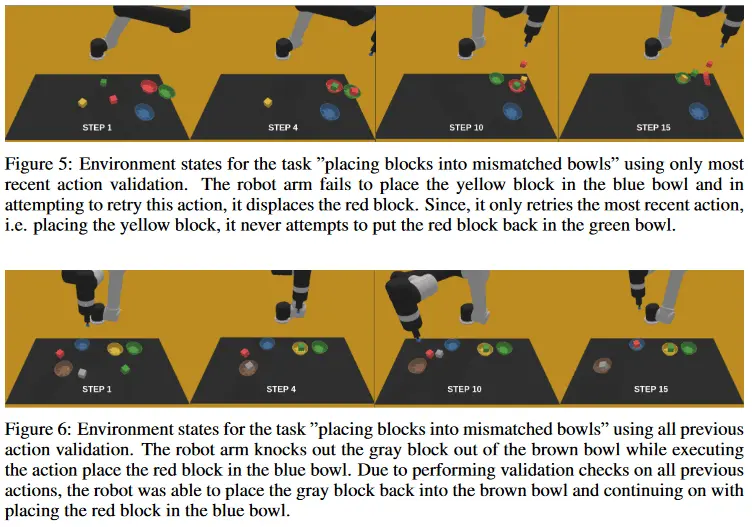 STEP 1
STEP 4
STEP 10
STEP 15
Figure 5: Environment states for the task ”placing blocks into mismatched bowls” using only most
recent action validation. The robot arm fails to place the yellow block in the blue bowl and in
attempting to retry this action, it displaces the red block. Since, it only retries the most recent action,
i.e. placing the yellow block, it never attempts to put the red block back in the green bowl.
STEP 1
STEP 4
STEP 10
STEP 15
Figure 6: Environment states for the task ”placing blocks into mismatched bowls” using all previous
action validation. The robot arm knocks out the gray block out of the brown bowl while executing
the action place the red block in the blue bowl. Due to performing validation checks on all previous
actions, the robot was able to place the gray block back into the brown bowl and continuing on with
placing the red block in the blue bowl.